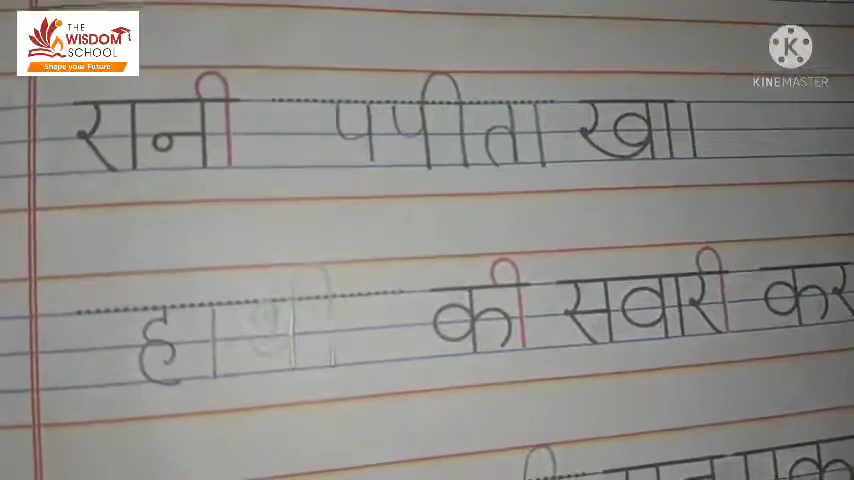 THE
WISDOM
SCHOOL
"Shape your Future"
KINEMASTER
रानी पपीता खा
हा की सवारी कर